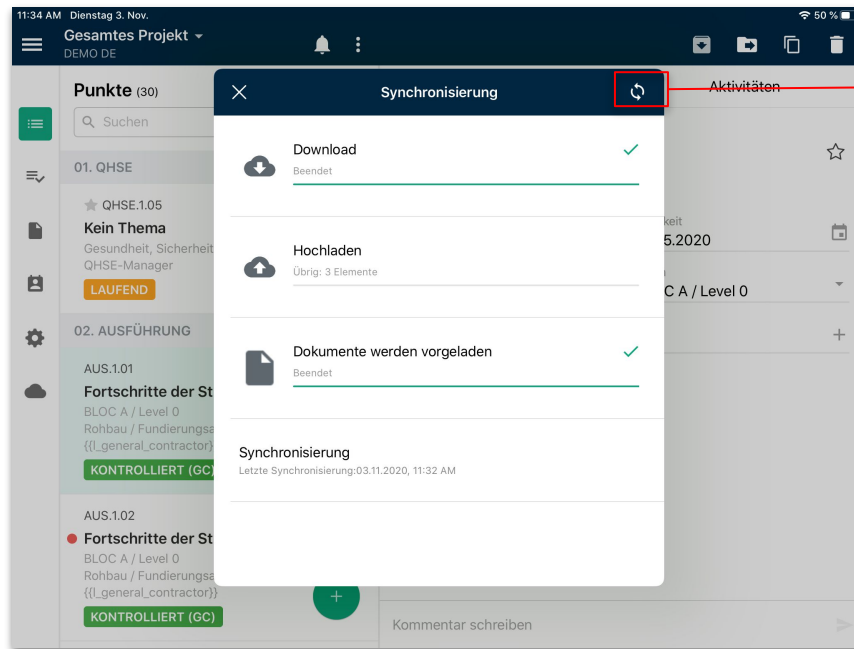 11:34 AM Dienstag 3. Nov.
50 %
Gesamtes Projekt
DEMO DE
Punkte (30)
Suchen
Aktivitäten
01. QHSE
QHSE.1.05
Kein Thema
Gesundheit, Sicherheit
QHSE-Manager
LAUFEND
02. AUSFÜHRUNG
AUS.1.01
Fortschritte der St
BLOC A / Level 0
Rohbau / Fundierungsa
{{l_general_contractor}
KONTROLLIERT (GC)
AUS.1.02
Fortschritte der St
BLOC A / Level 0
Rohbau / Fundierungsa
{{l_general_contractor}}
KONTROLLIERT (GC)
Synchronisierung
Download
Beendet
Hochladen
Übrig: 3 Elemente
Dokumente werden vorgeladen
Beendet
Synchronisierung
Letzte Synchronisierung:03.11.2020, 11:32 AM
keit
5.2020
C A / Level 0
Kommentar schreiben